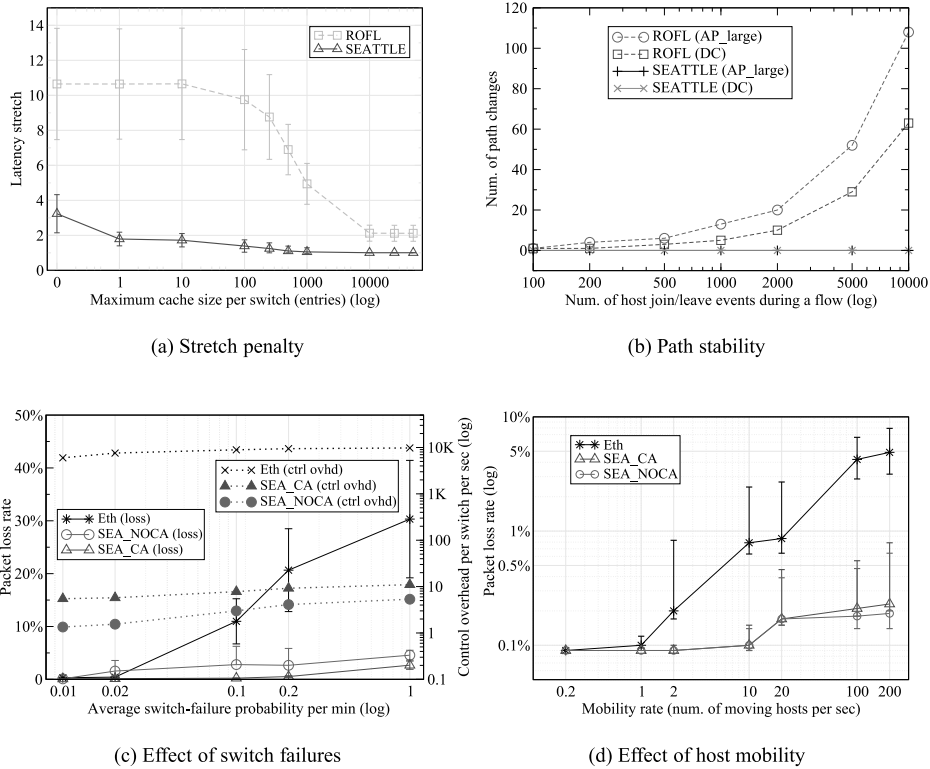 14
12
10
8
6
4
2
0
Latency stretch
ROFL
SEATTLE
0 1 10 100 1000 10000
Maximum cache size per switch (entries) (log)
(a) Stretch penalty
120
100
80
60
40
20
0
Num. of path changes
ROFL (AP_large)
ROFL (DC)
SEATTLE (AP_large)
SEATTLE (DC)
100 200 500 1000 2000 5000 10000
Num. of host join/leave events during a flow (log)
(b) Path stability
50%
40%
30%
20%
10%
0
Packet loss rate
Eth (ctrl ovhd)
SEA_CA (ctrl ovhd)
SEA_NOCA (ctrl ovhd)
Eth (loss)
SEA_NOCA (loss)
SEA_CA (loss)
10K
1K
100
10
1
0.1
Control overhead per switch per sec (log)
0.01 0.02 0.1 0.2 1
Average switch-failure probability per min (log)
(c) Effect of switch failures
10%
5%
1%
0.5%
0.1%
Packet loss rate (log)
Eth
SEA_CA
SEA_NOCA
0.2 1 2 10 20 100 200
Mobility rate (num. of moving hosts per sec)
(d) Effect of host mobility